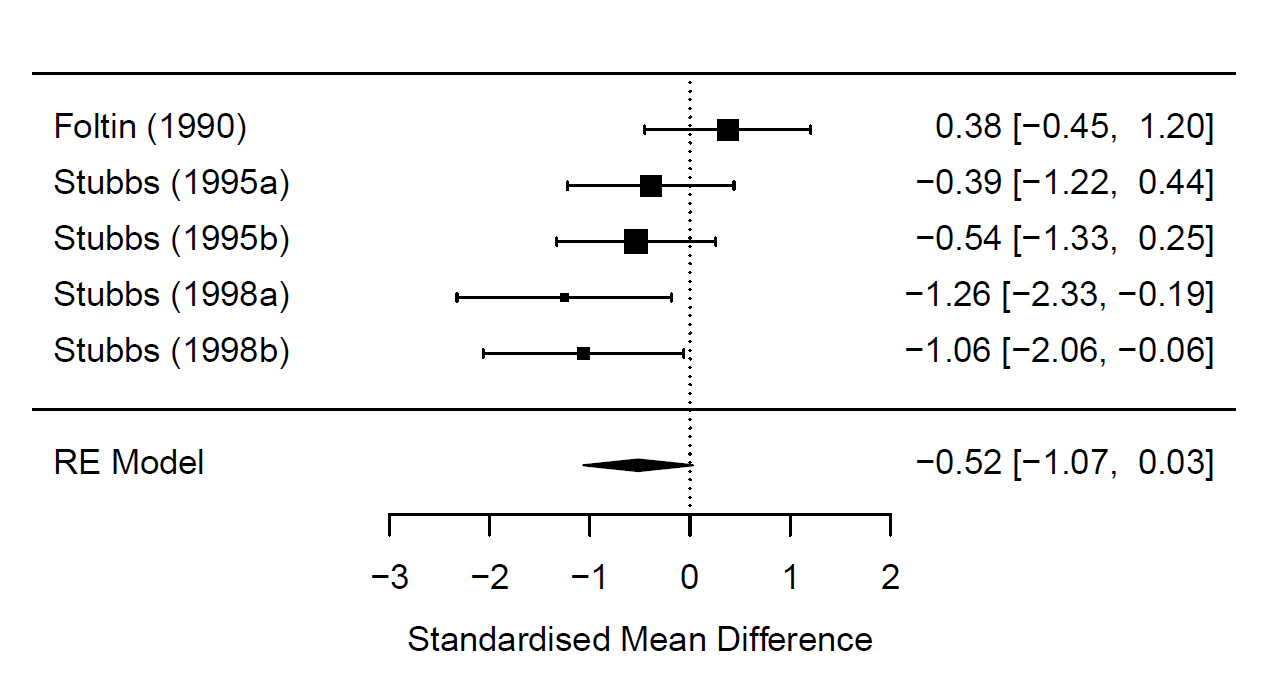 Foltin (1990) 0.38 [−0.45, 1.20]
Stubbs (1995a) −0.39 [−1.22, 0.44]
Stubbs (1995b) −0.54 [−1.33, 0.25]
Stubbs (1998a) −1.26 [−2.33, −0.19]
Stubbs (1998b) −1.06 [−2.06, −0.06]
RE Model −0.52 [−1.07, 0.03]
−3 −2 −1 0 1 2
Standardised Mean Difference